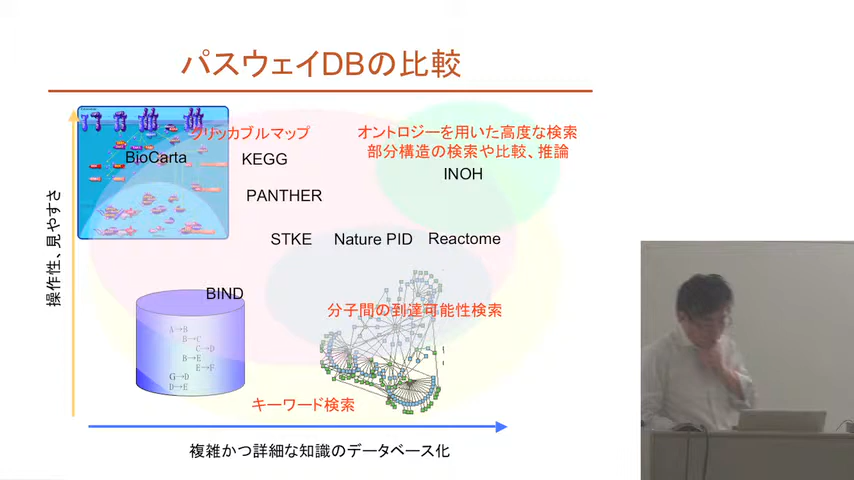 パスウェイDBの比較
クリッカブルマップ
オントロジーを用いた高度な検索
部分構造の検索や比較、推論
BioCarta
KEGG
INOH
PANTHER
操作性、見やすさ
STKE
Nature PID
Reactome
BIND
分子間の到達可能性検索
A→B
B→C
C→D
B→E
E→F
G→D
D→E
キーワード検索
複雑かつ詳細な知識のデータベース化